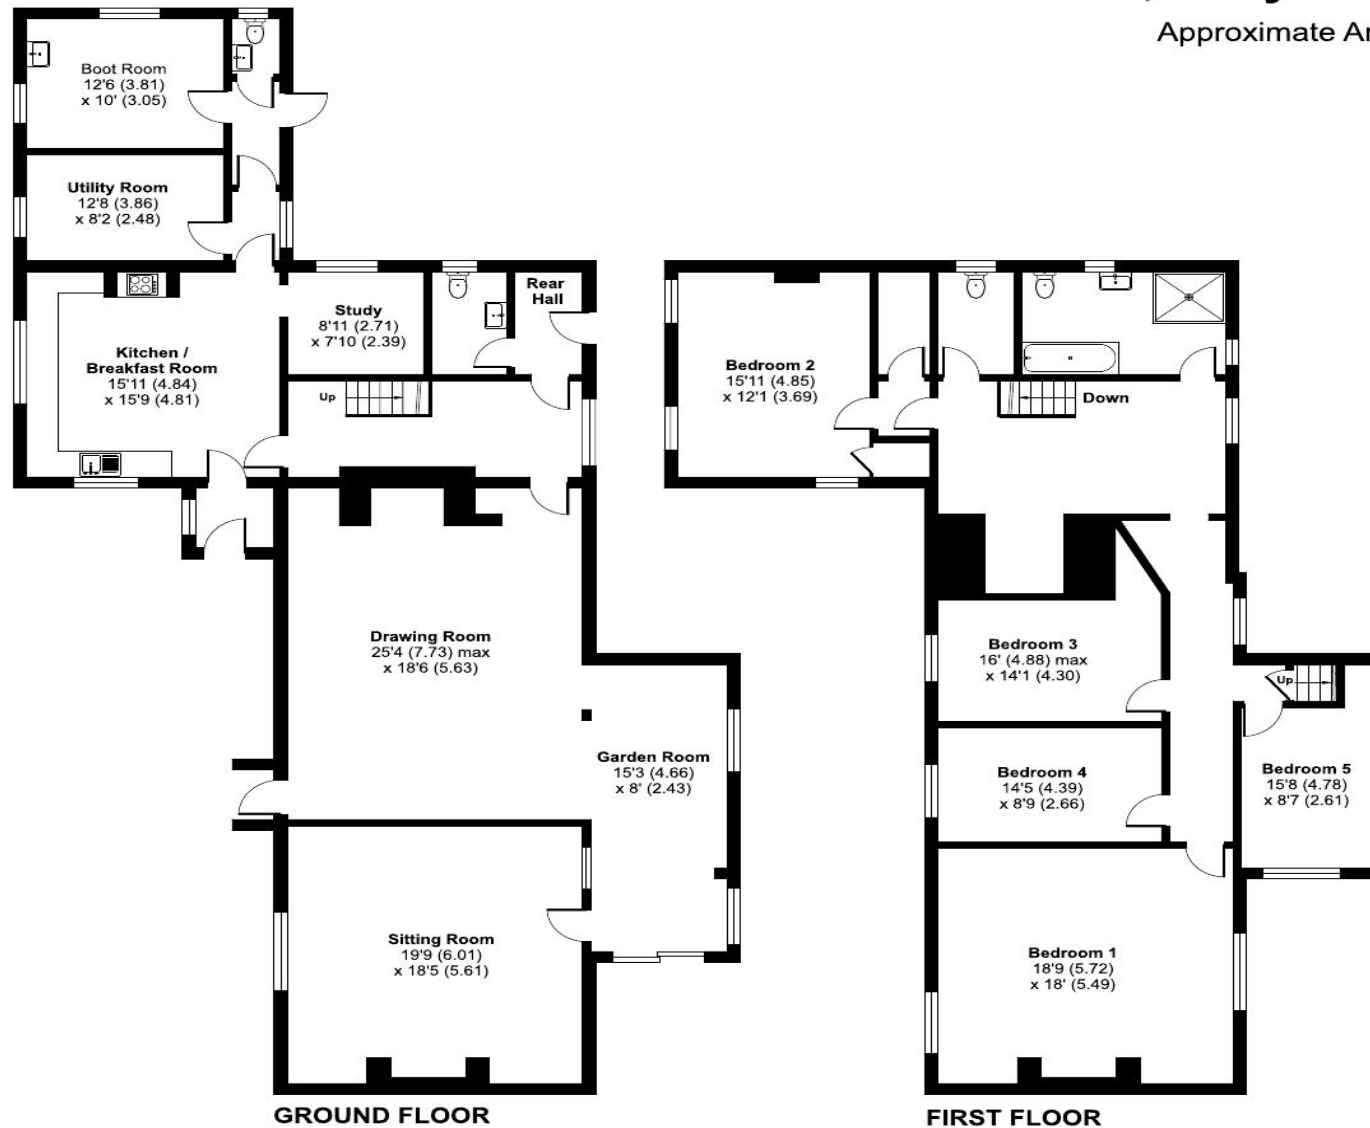 Approximate Ar
Boot Room
12'6 (3.81)
x 10' (3.05)
Utility Room
12'8 (3.86)
x 8'2 (2.48)
Kitchen /
Breakfast Room
15'11 (4.84)
x 15'9 (4.81)
Study
8'11 (2.71)
x 7'10 (2.39)
Rear
Hall
Up
Drawing Room
25'4 (7.73) max
x 18'6 (5.63)
Garden Room
15'3 (4.66)
x 8' (2.43)
Sitting Room
19'9 (6.01)
x 18'5 (5.61)
GROUND FLOOR
Bedroom 2
15'11 (4.85)
x 12'1 (3.69)
Down
Bedroom 3
16' (4.88) max
x 14'1 (4.30)
Up
Bedroom 4
14'5 (4.39)
x 8'9 (2.66)
Bedroom 5
15'8 (4.78)
x 8'7 (2.61)
Bedroom 1
18'9 (5.72)
x 18' (5.49)
FIRST FLOOR